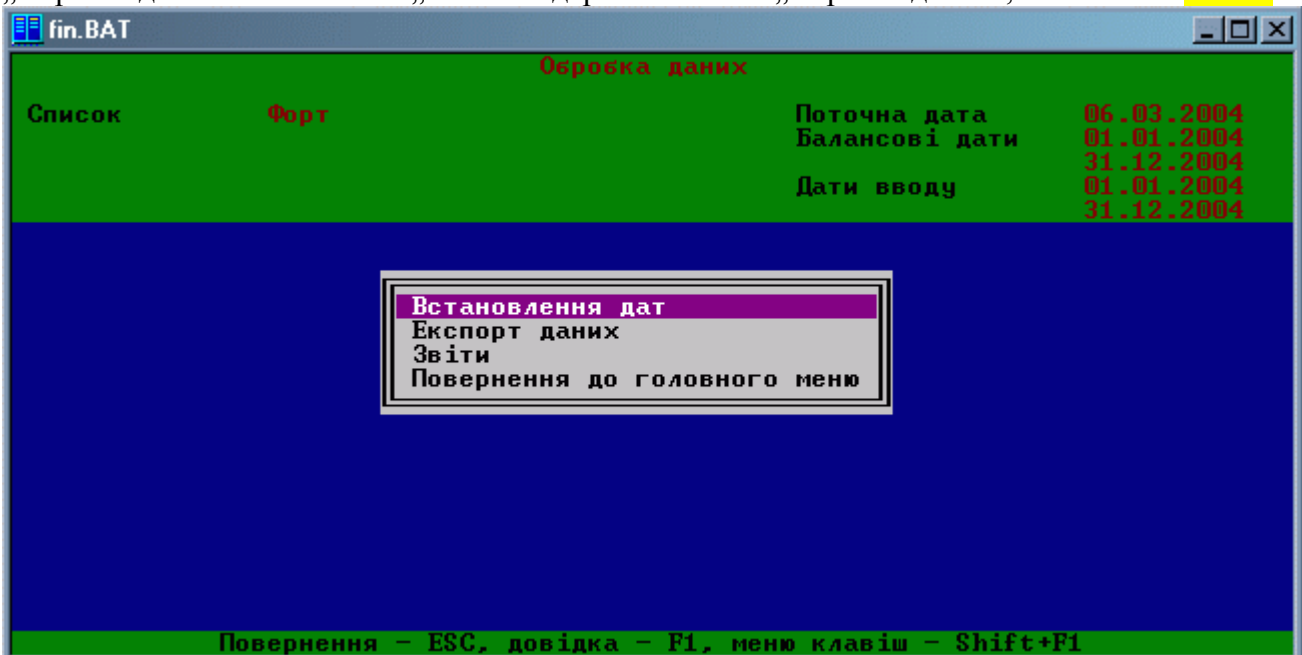 fin.BAT
Обробка даних
Список Форт Поточна дата 06.03.2004
Балансові дати 01.01.2004
31.12.2004
Дати вводу 01.01.2004
31.12.2004
Встановлення дат
Експорт даних
Звіти
Повернення до головного меню
Повернення - ESC, довідка - F1, меню клавіш - Shift+F1